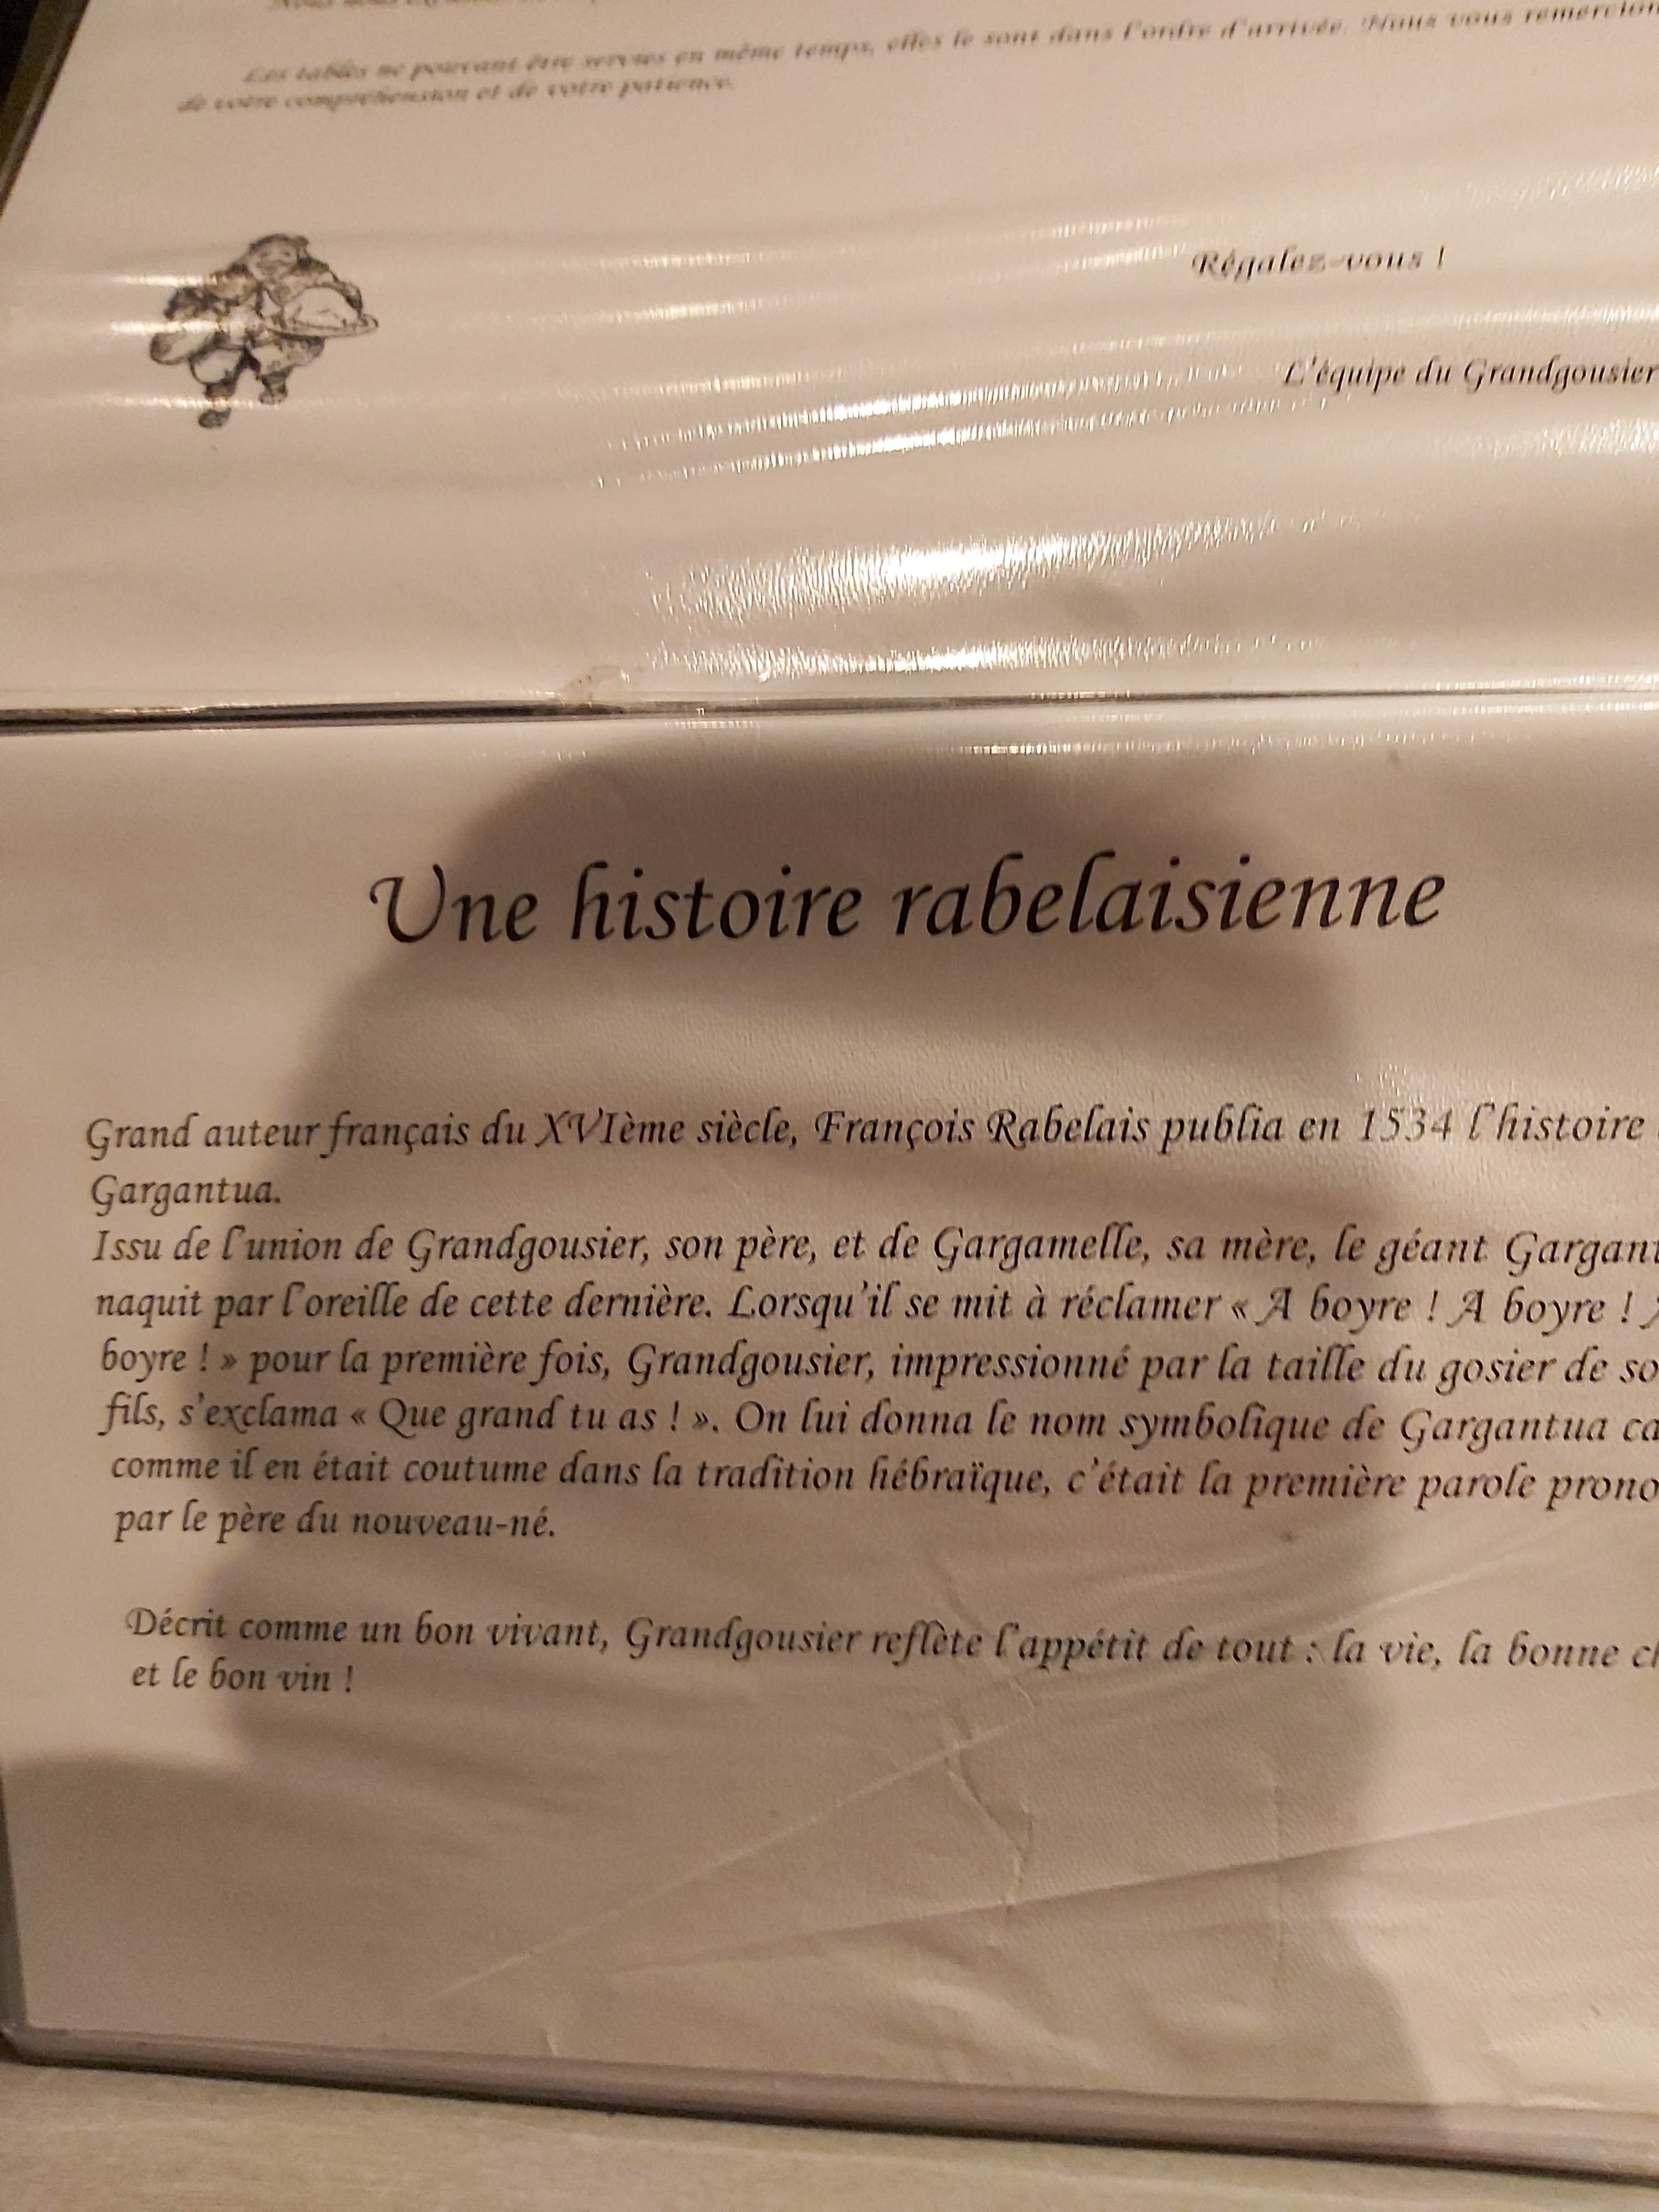 Les tables ne pouvant être servies en même temps, elles le sont dans l'ordre d'arrivée. Nous vous remercion
de votre compréhension et de votre patience.
Régalez-vous !
L'équipe du Grandgousier
Une histoire rabelaisienne
Grand auteur français du XVIème siècle, François Rabelais publia en 1534 l'histoire
Gargantua.
Issu de l'union de Grandgousier, son père, et de Gargamelle, sa mère, le géant Gargant
naquit par l'oreille de cette dernière. Lorsqu'il se mit à réclamer « A boyre ! A boyre ! A
boyre ! » pour la première fois, Grandgousier, impressionné par la taille du gosier de so
fils, s'exclama « Que grand tu as ! ». On lui donna le nom symbolique de Gargantua ca
comme il en était coutume dans la tradition hébraïque, c'était la première parole prono
par le père du nouveau-né.
Décrit comme un bon vivant, Grandgousier reflète l'appétit de tout : la vie, la bonne ch
et le bon vin !